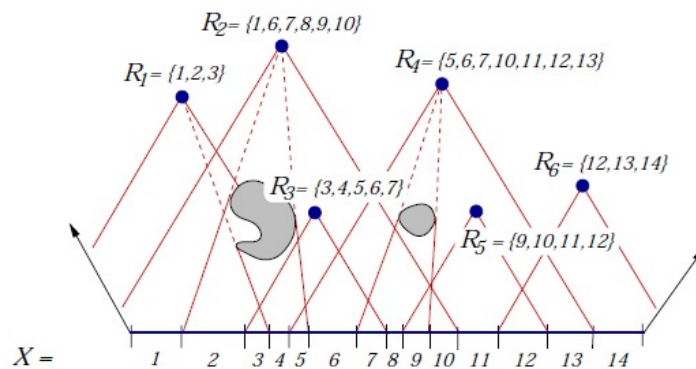 R2 = {1,6,7,8,9,10}
R1 = {1,2,3}
R4 = {5,6,7,10,11,12,13}
R3 = {3,4,5,6,7}
R6 = {12,13,14}
R5 = {9,10,11,12}
X = 1 2 3 4 5 6 7 8 9 10 11 12 13 14